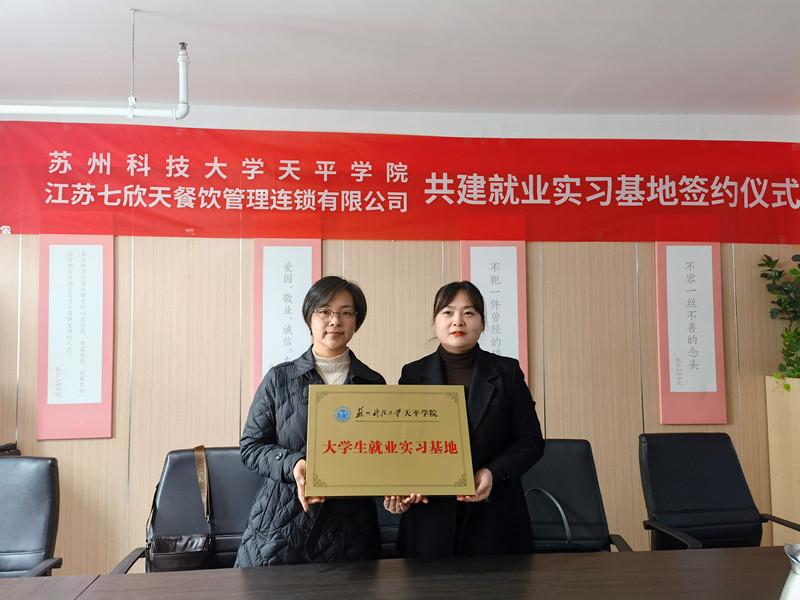 苏州科技大学天平学院
江苏七欣天餐饮管理连锁有限公司
共建就业实习基地签约仪式
爱国、敬业、诚信、
不犯一件曾经的
不容一丝不善的念头
苏州科技大学天平学院
大学生就业实习基地